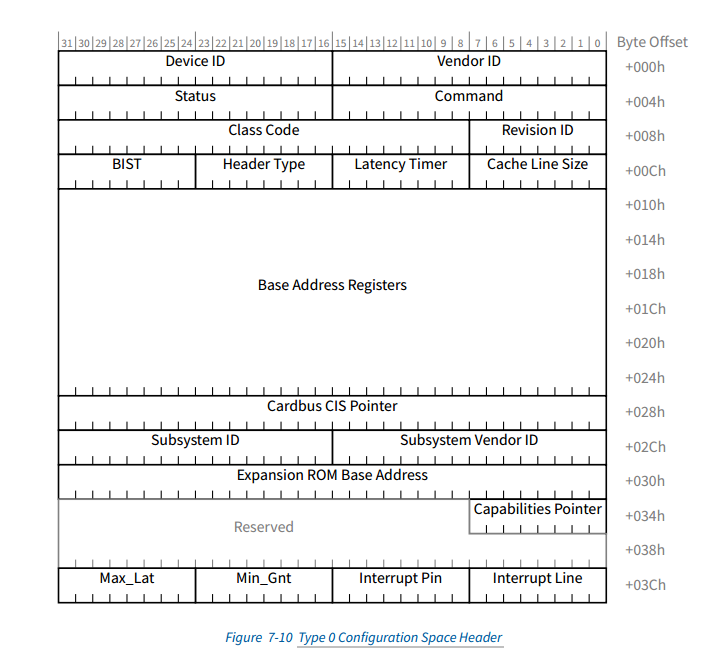 31 30 29 28 27 26 25 24 23 22 21 20 19 18 17 16 15 14 13 12 11 10 9 8 7 6 5 4 3 2 1 0 Byte Offset
Device ID Vendor ID +000h
Status Command +004h
Class Code Revision ID +008h
BIST Header Type Latency Timer Cache Line Size +00Ch
+010h
+014h
+018h
Base Address Registers
+01Ch
+020h
+024h
Cardbus CIS Pointer +028h
Subsystem ID Subsystem Vendor ID +02Ch
Expansion ROM Base Address +030h
Capabilities Pointer +034h
Reserved
+038h
Max_Lat Min_Gnt Interrupt Pin Interrupt Line +03Ch
Figure 7-10 Type 0 Configuration Space Header